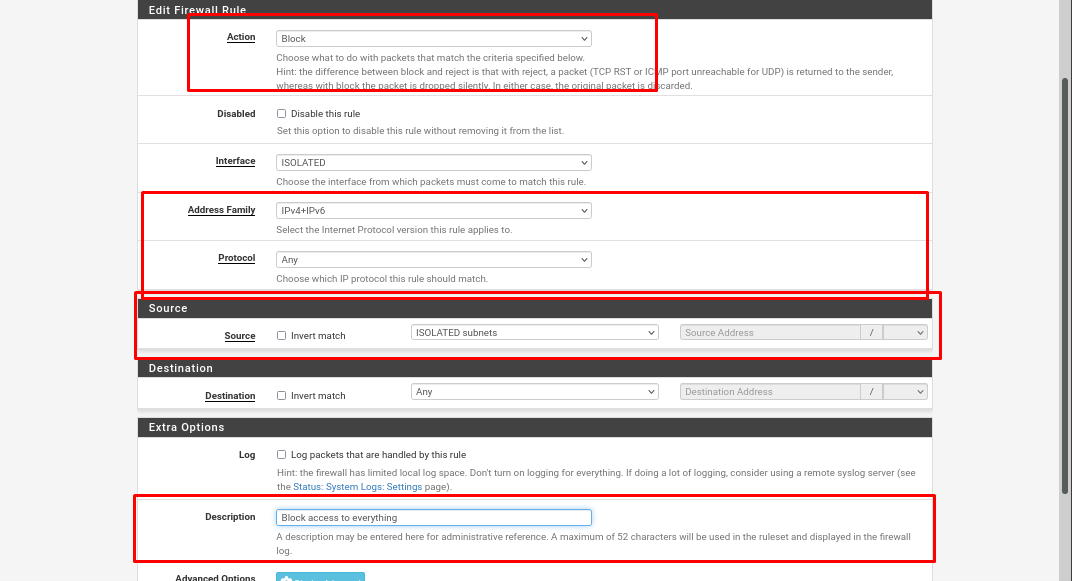 Edit Firewall Rule
Action
Block
Choose what to do with packets that match the criteria specified below.
Hint: the difference between block and reject is that with reject, a packet (TCP RST or ICMP port unreachable for UDP) is returned to the sender,
whereas with block the packet is dropped silently. In either case, the original packet is discarded.
Disabled
Disable this rule
Set this option to disable this rule without removing it from the list.
Interface
ISOLATED
Choose the interface from which packets must come to match this rule.
Address Family
IPv4+IPv6
Select the Internet Protocol version this rule applies to.
Protocol
Any
Choose which IP protocol this rule should match.
Source
Source
Invert match
ISOLATED subnets
Source Address
/
Destination
Destination
Invert match
Any
Destination Address
/
Extra Options
Log
Log packets that are handled by this rule
Hint: the firewall has limited local log space. Don't turn on logging for everything. If doing a lot of logging, consider using a remote syslog server (see
the Status: System Logs: Settings page).
Description
Block access to everything
A description may be entered here for administrative reference. A maximum of 52 characters will be used in the ruleset and displayed in the firewall
log.
Advanced Options